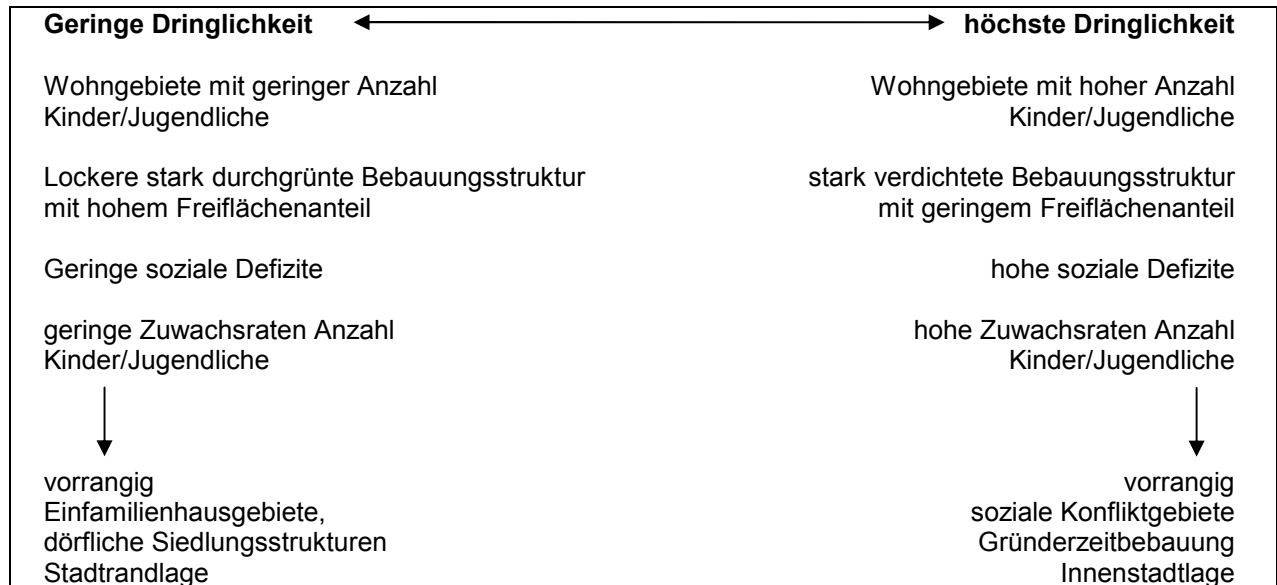 Geringe Dringlichkeit höchste Dringlichkeit
Wohngebiete mit geringer Anzahl Wohngebiete mit hoher Anzahl
Kinder/Jugendliche Kinder/Jugendliche
Lockere stark durchgrünte Bebauungsstruktur stark verdichtete Bebauungsstruktur
mit hohem Freiflächenanteil mit geringem Freiflächenanteil
Geringe soziale Defizite hohe soziale Defizite
geringe Zuwachsraten Anzahl hohe Zuwachsraten Anzahl
Kinder/Jugendliche Kinder/Jugendliche
vorrangig vorrangig
Einfamilienhausgebiete, soziale Konfliktgebiete
dörfliche Siedlungsstrukturen Gründerzeitbebauung
Stadtrandlage Innenstadtlage